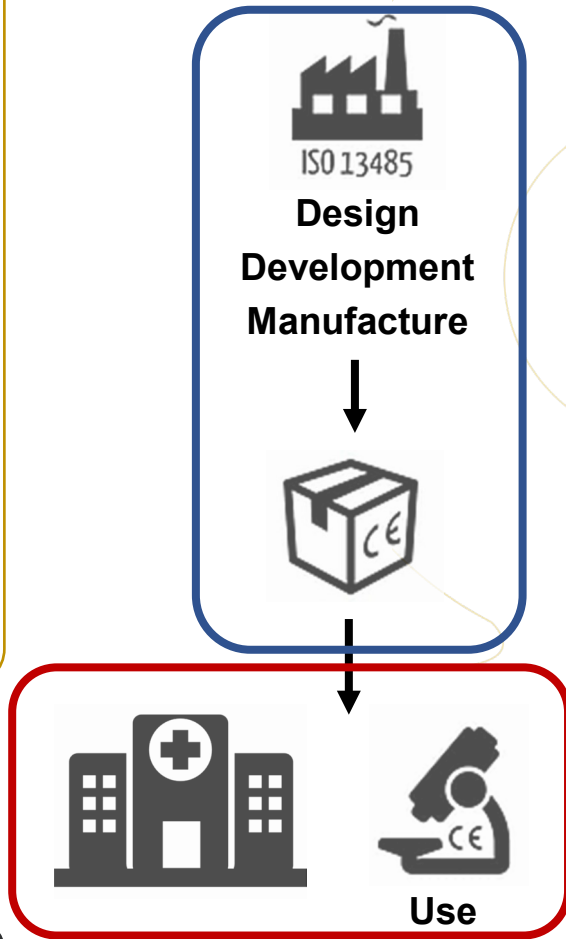 ISO 13485
Design
Development
Manufacture
CE
CE
Use